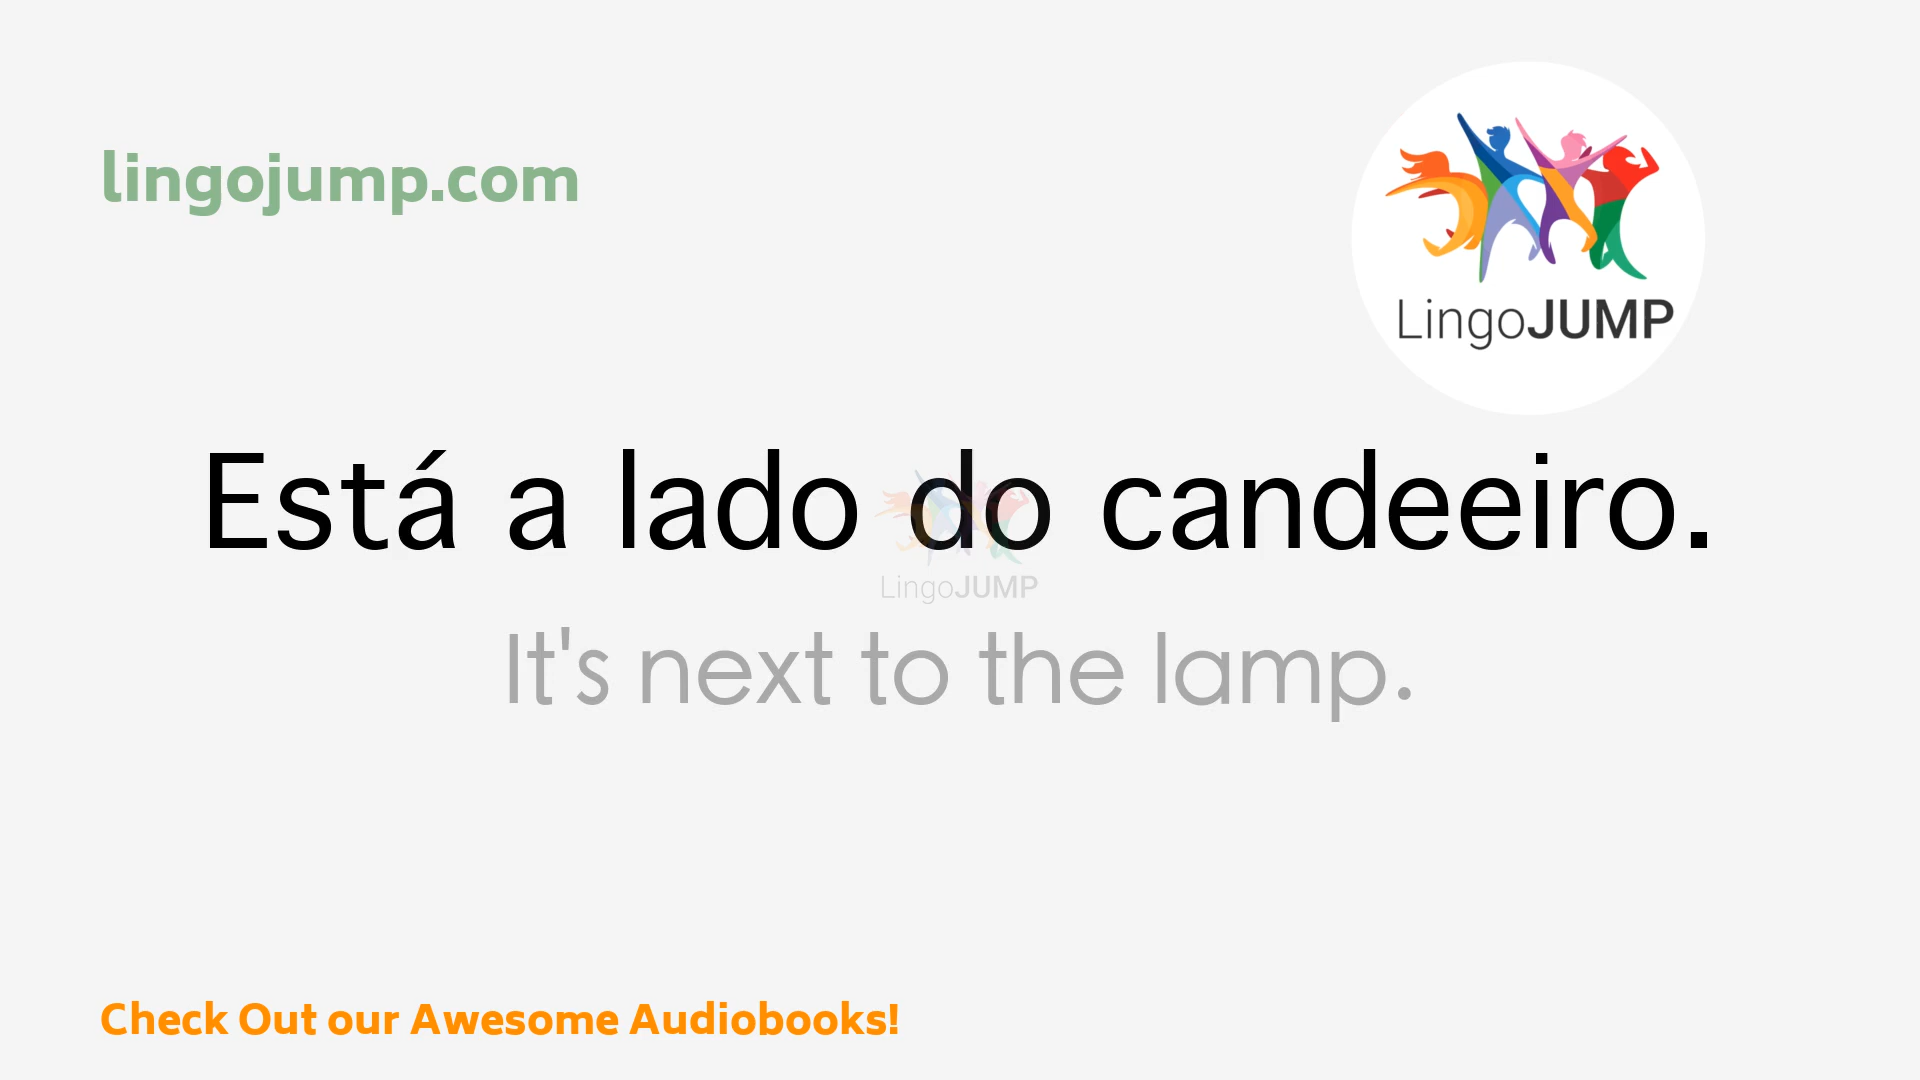 lingojump.com
LingoJUMP
Está a lado do candeeiro.
LingoJUMP
It's next to the lamp.
Check Out our Awesome Audiobooks!